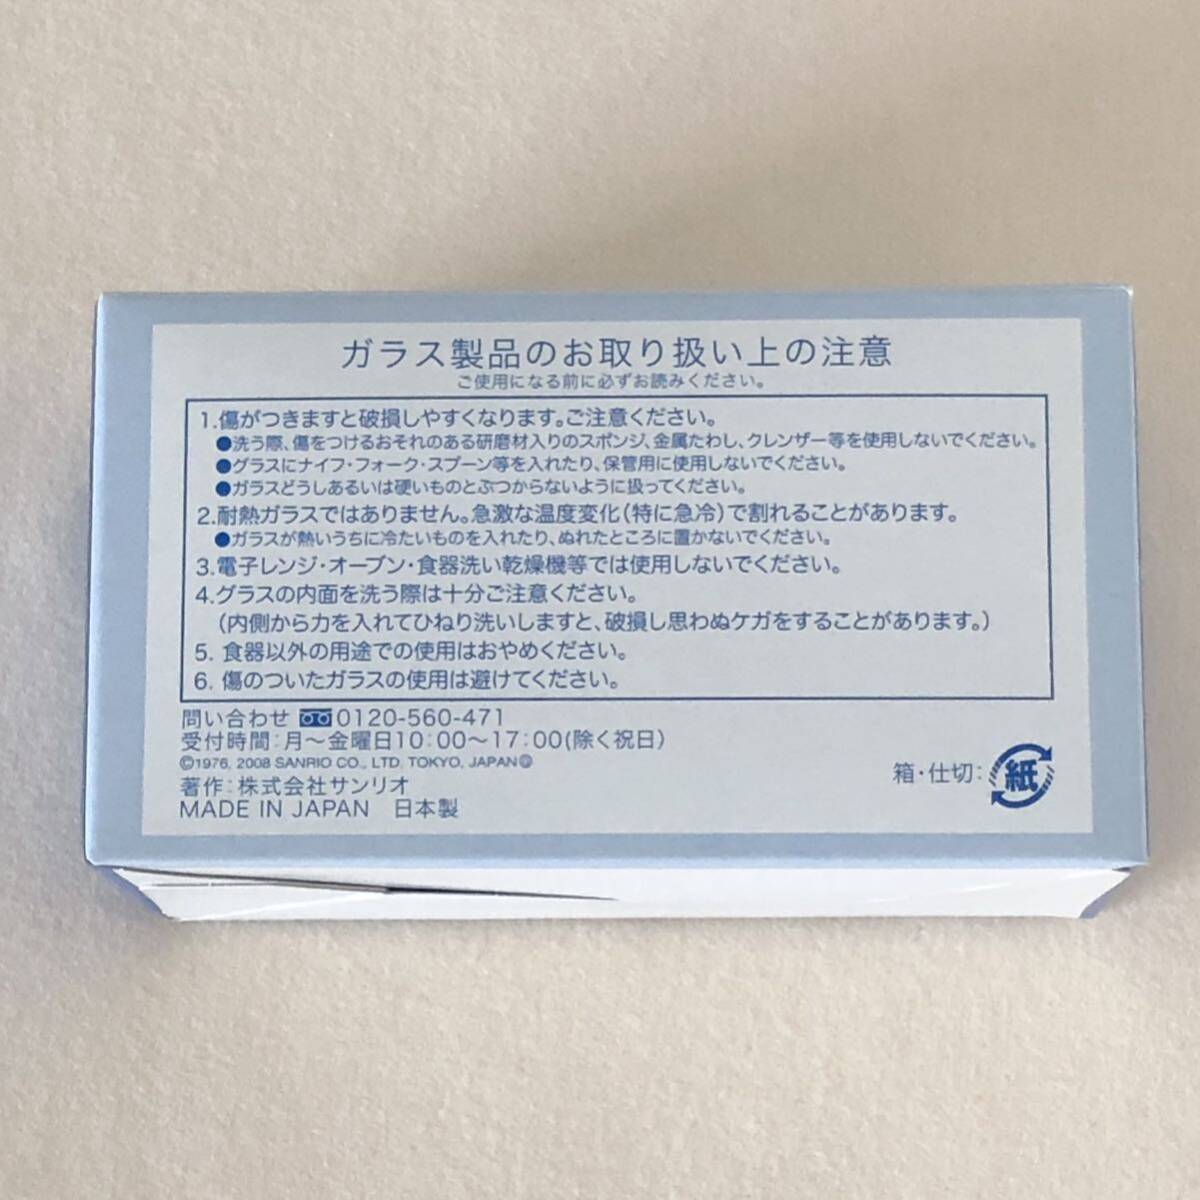 ガラス製品のお取り扱い上の注意
ご使用になる前に必ずお読みください。
1.傷がつきますと破損しやすくなります。ご注意ください。
●洗う際、傷をつけるおそれのある研磨材入りのスポンジ、金属たわし、クレンザー等を使用しないでください。
●グラスにナイフ・フォーク・スプーン等を入れたり、保管用に使用しないでください。
●ガラスどうしあるいは硬いものとぶつからないように扱ってください。
2.耐熱ガラスではありません。急激な温度変化(特に急冷)で割れることがあります。
●ガラスが熱いうちに冷たいものを入れたり、ぬれたところに置かないでください。
3.電子レンジ・オーブン・食器洗い乾燥機等では使用しないでください。
4.グラスの内面を洗う際は十分ご注意ください。
(内側から力を入れてひねり洗いしますと、破損し思わぬケガをすることがあります。)
5. 食器以外の用途での使用はおやめください。
6. 傷のついたガラスの使用は避けてください。
問い合わせ 0120-560-471
受付時間:月〜金曜日10:00〜17:00(除く祝日)
©1976, 2008 SANRIO CO., LTD. TOKYO, JAPAN
著作:株式会社サンリオ
MADE IN JAPAN 日本製
箱・仕切: 紙